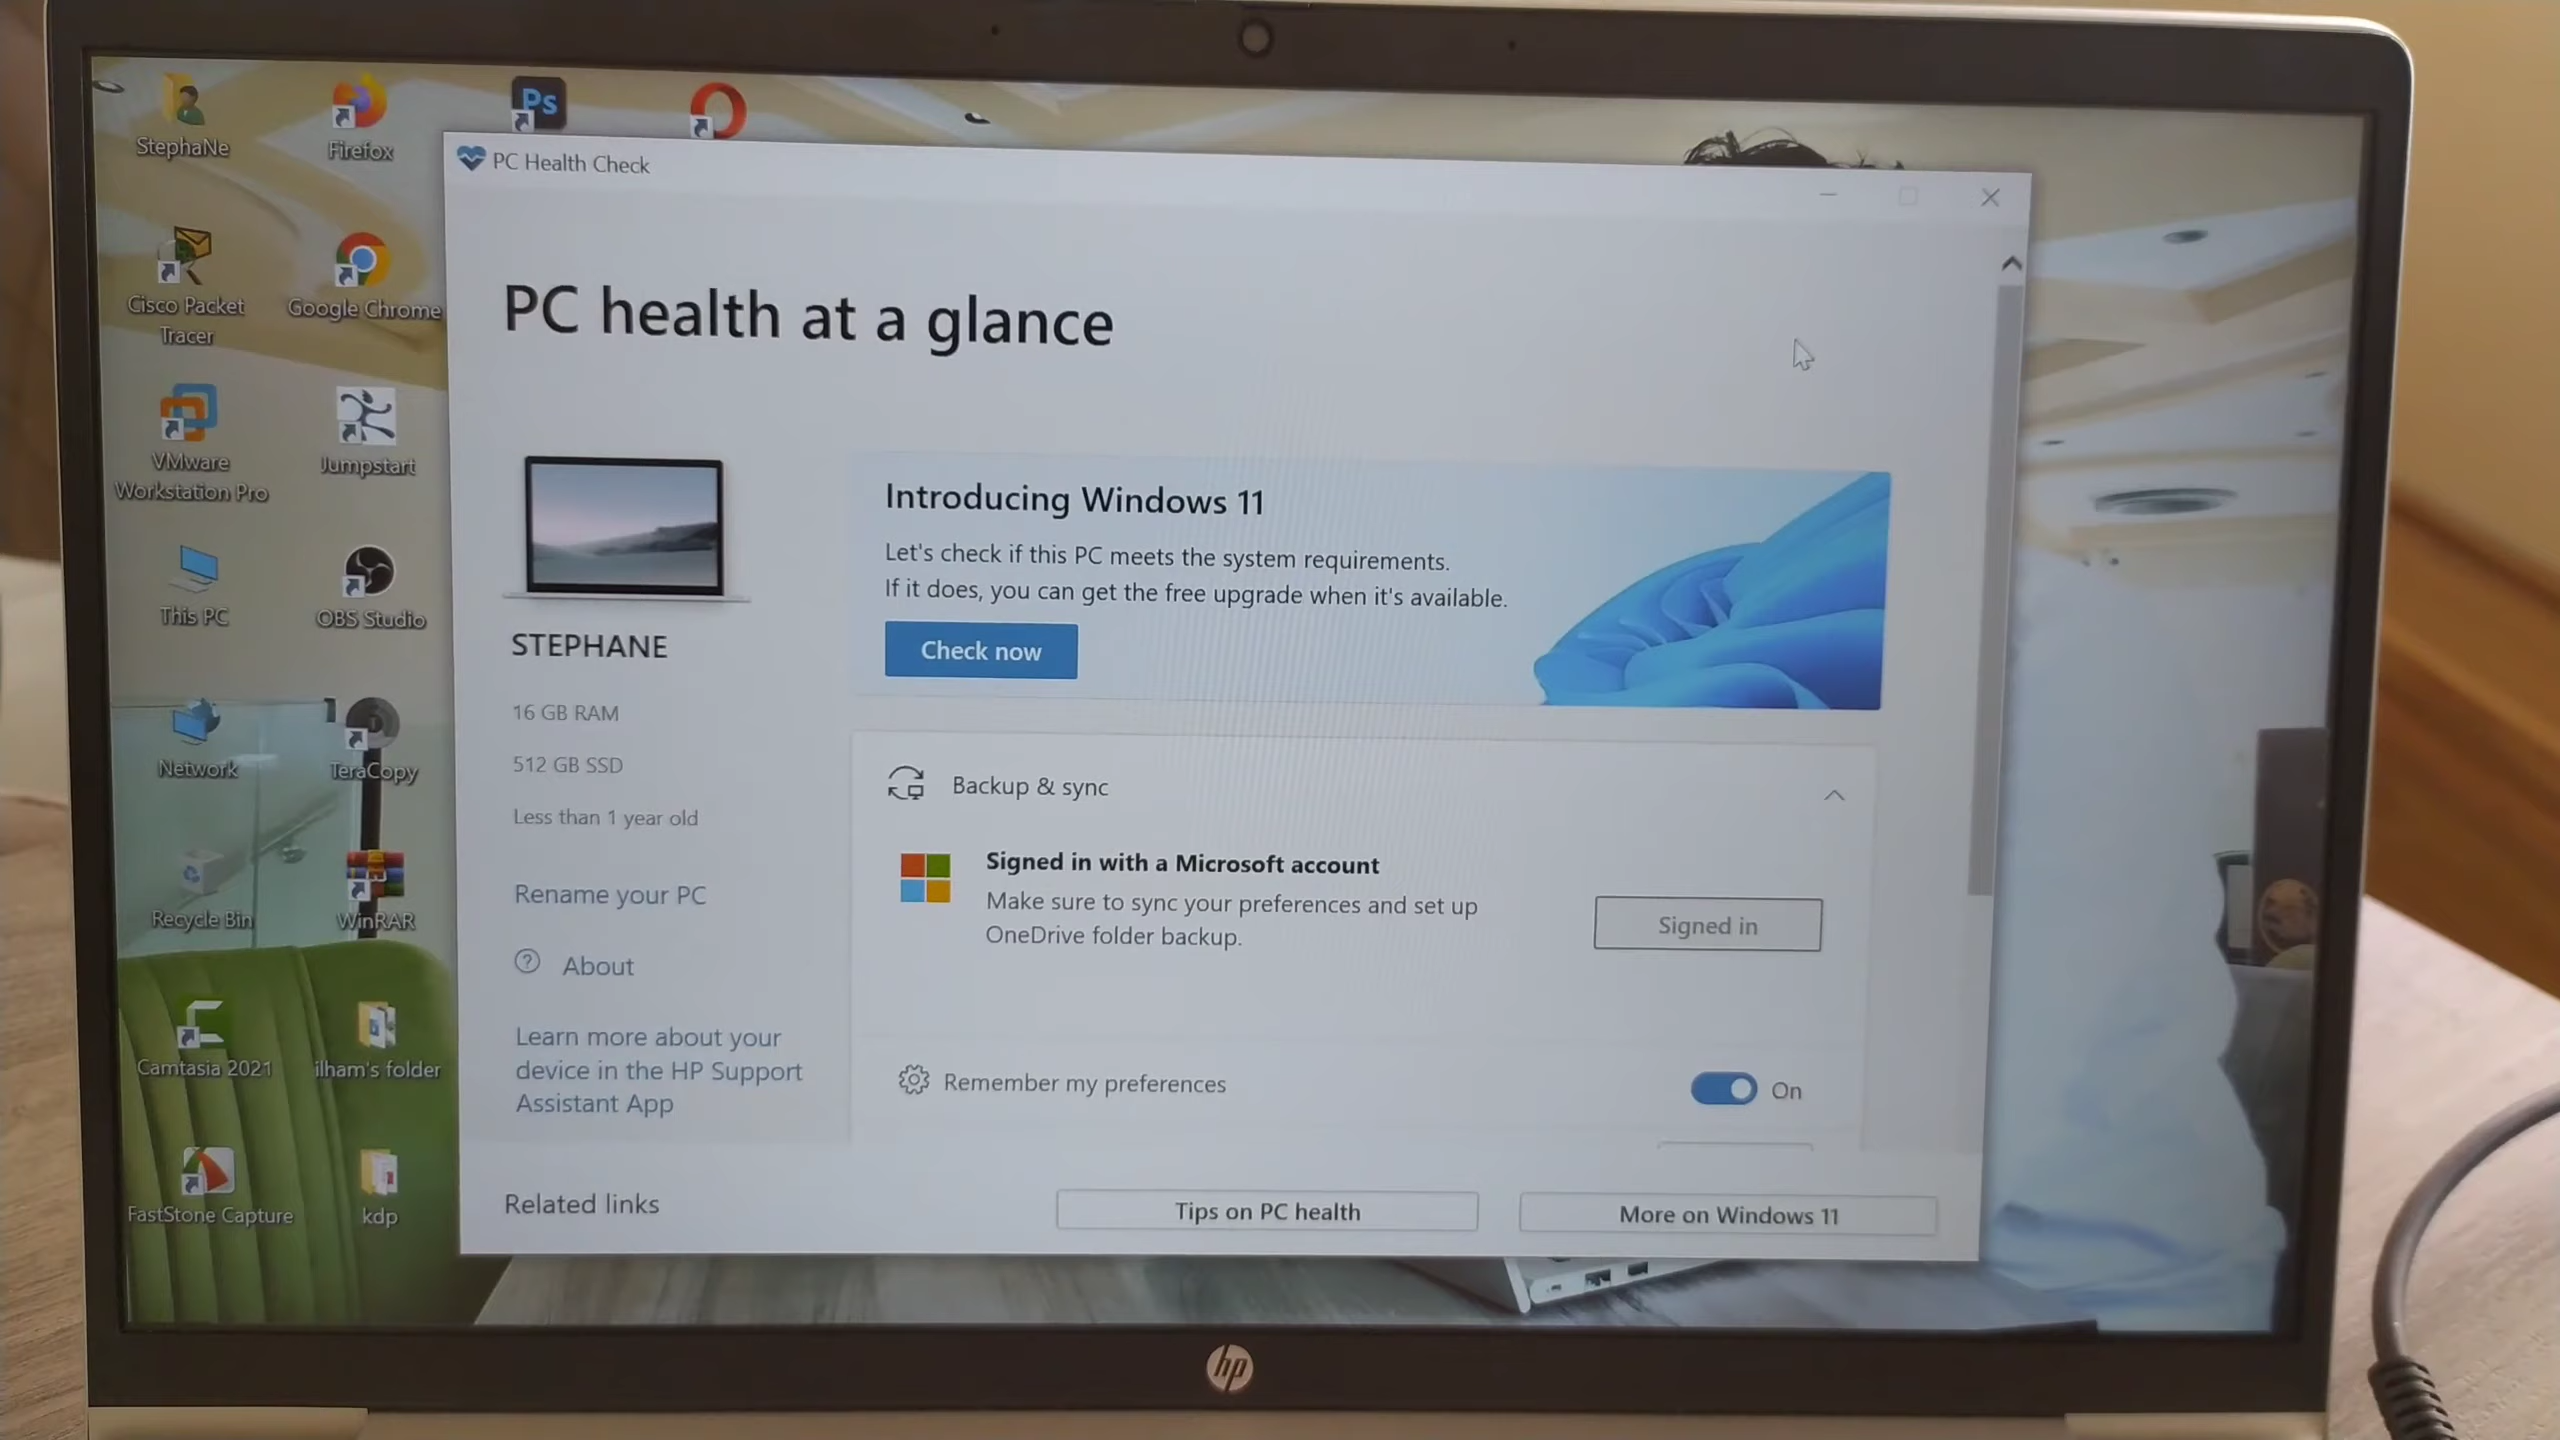 StephaNe
Firefox
Ps
Cisco Packet
Tracer
Google Chrome
VMware
Workstation Pro
Jumpstart
This PC
OBS Studio
Network
TeraCopy
Recycle Bin
WinRAR
Camtasia 2021
ilham's folder
FastStone Capture
kdp
PC Health Check
PC health at a glance
STEPHANE
16 GB RAM
512 GB SSD
Less than 1 year old
Rename your PC
About
Learn more about your
device in the HP Support
Assistant App
Introducing Windows 11
Let's check if this PC meets the system requirements.
If it does, you can get the free upgrade when it's available.
Check now
Backup & sync
Signed in with a Microsoft account
Make sure to sync your preferences and set up
OneDrive folder backup.
Signed in
Remember my preferences
On
Related links
Tips on PC health
More on Windows 11
hp